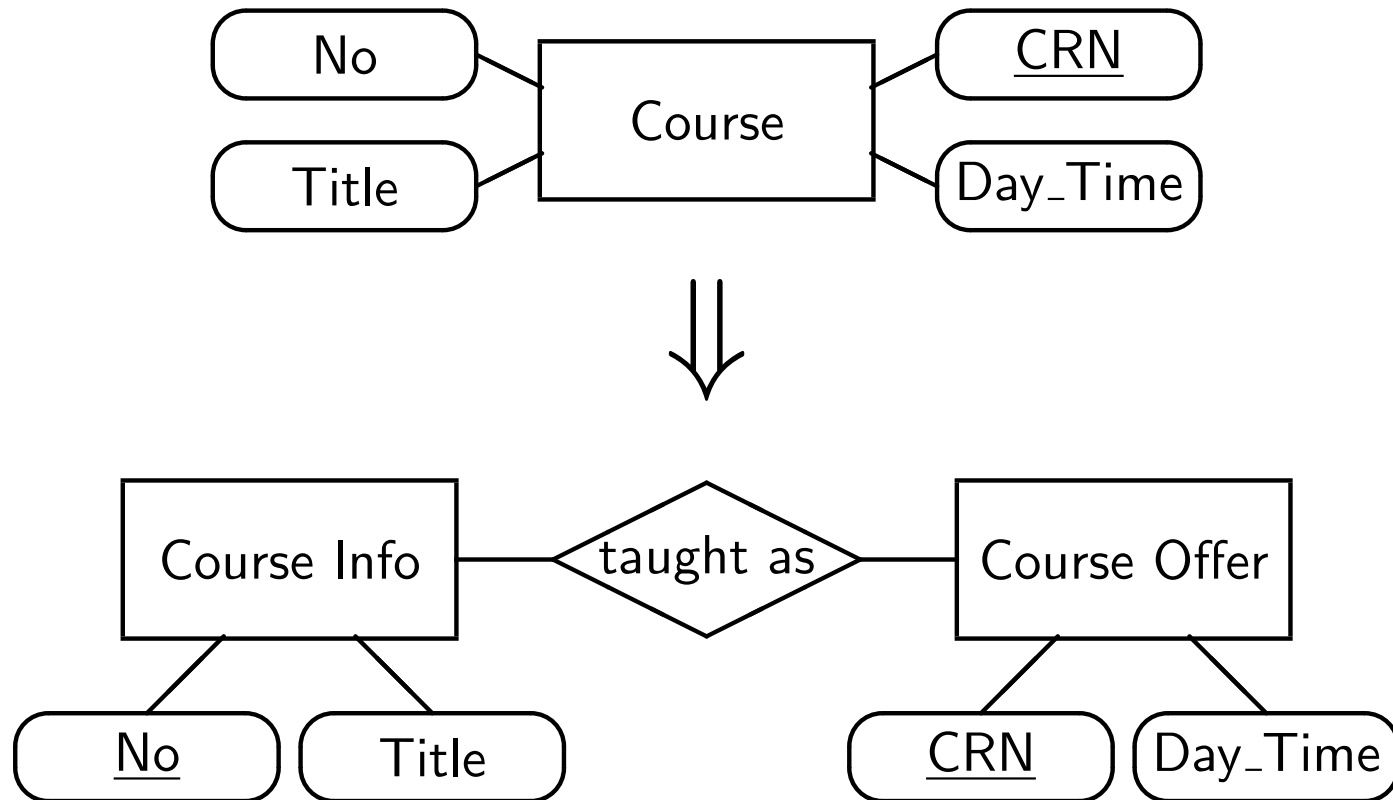 No
CRN
Course
Title
Day_Time
Course Info
taught as
Course Offer
No
Title
CRN
Day_Time